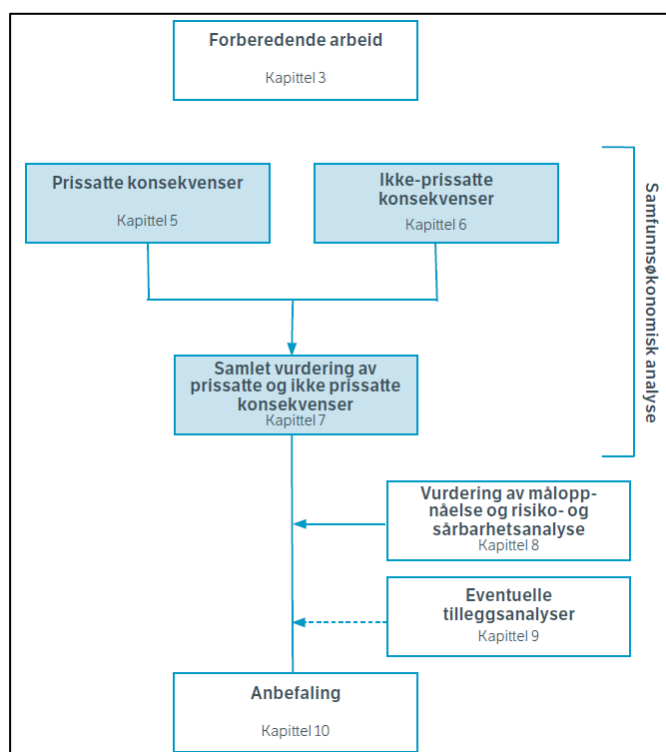 Forberedende arbeid
Kapittel 3
Prissatte konsekvenser
Kapittel 5
Ikke-prissatte
konsekvenser
Kapittel 6
Samfunnsøkonomisk analyse
Samlet vurdering av
prissatte og ikke prissatte
konsekvenser
Kapittel 7
Vurdering av målopp-
nåelse og risiko- og
sårbarhetsanalyse
Kapittel 8
Eventuelle
tilleggsanalyser
Kapittel 9
Anbefaling
Kapittel 10